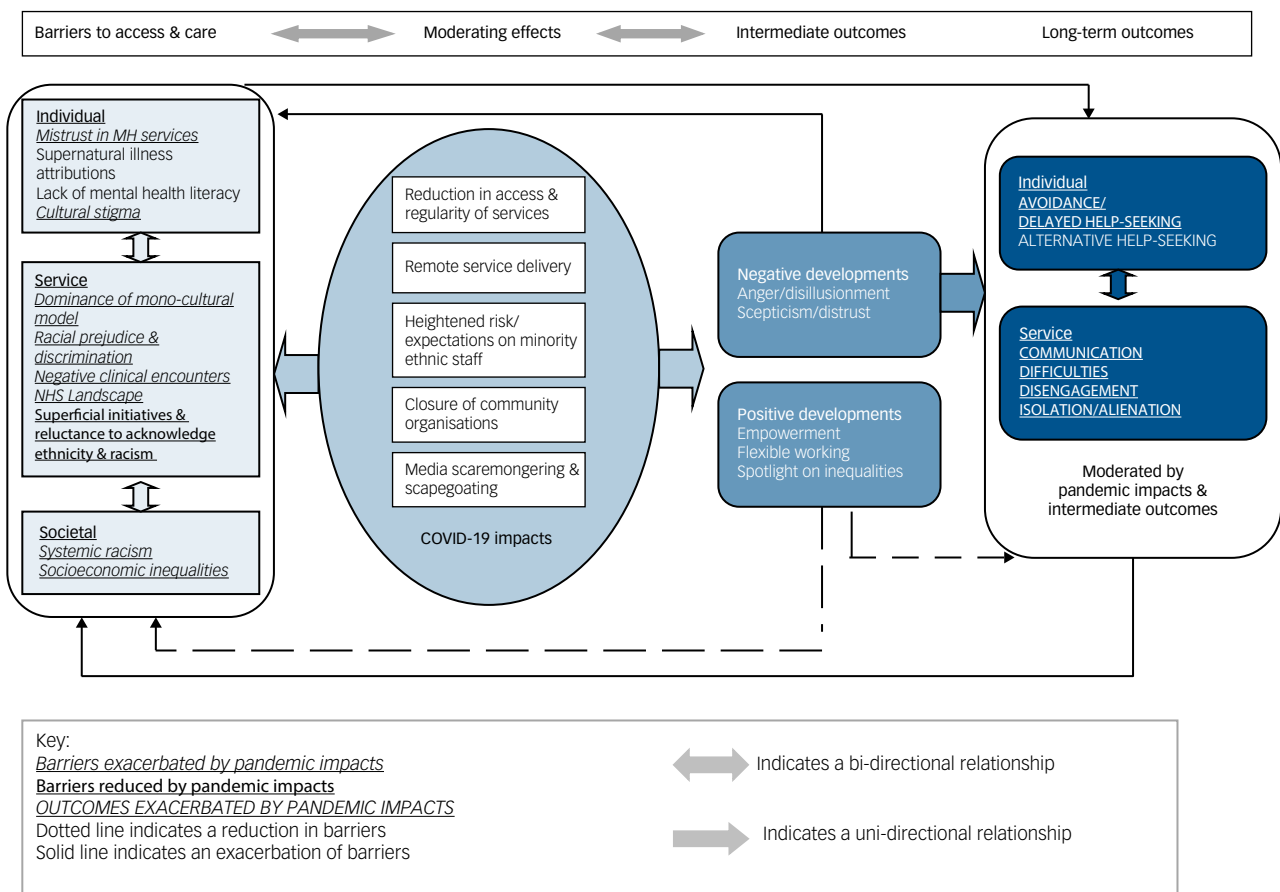 Barriers to access & care
Moderating effects
Intermediate outcomes
Long-term outcomes
Individual
Mistrust in MH services
Supernatural illness
attributions
Lack of mental health literacy
Cultural stigma
Service
Dominance of mono-cultural
model
Racial prejudice &
discrimination
Negative clinical encounters
NHS Landscape
Superficial initiatives &
reluctance to acknowledge
ethnicity & racism
Societal
Systemic racism
Socioeconomic inequalities
Reduction in access &
regularity of services
Remote service delivery
Heightened risk/
expectations on minority
ethnic staff
Closure of community
organisations
Media scaremongering &
scapegoating
COVID-19 impacts
Negative developments
Anger/disillusionment
Scepticism/distrust
Positive developments
Empowerment
Flexible working
Spotlight on inequalities
Individual
AVOIDANCE/
DELAYED HELP-SEEKING
ALTERNATIVE HELP-SEEKING
Service
COMMUNICATION
DIFFICULTIES
DISENGAGEMENT
ISOLATION/ALIENATION
Moderated by
pandemic impacts &
intermediate outcomes
Key:
Barriers exacerbated by pandemic impacts
Barriers reduced by pandemic impacts
OUTCOMES EXACERBATED BY PANDEMIC IMPACTS
Dotted line indicates a reduction in barriers
Solid line indicates an exacerbation of barriers
Indicates a bi-directional relationship
Indicates a uni-directional relationship